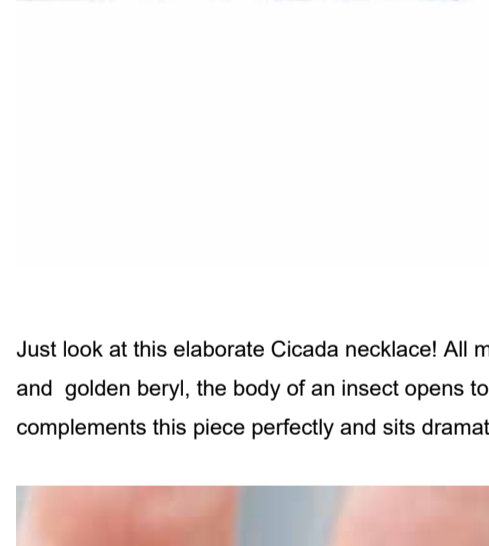 Just look at this elaborate Cicada necklace! All
and golden beryl, the body of an insect opens to
complements this piece perfectly and sits